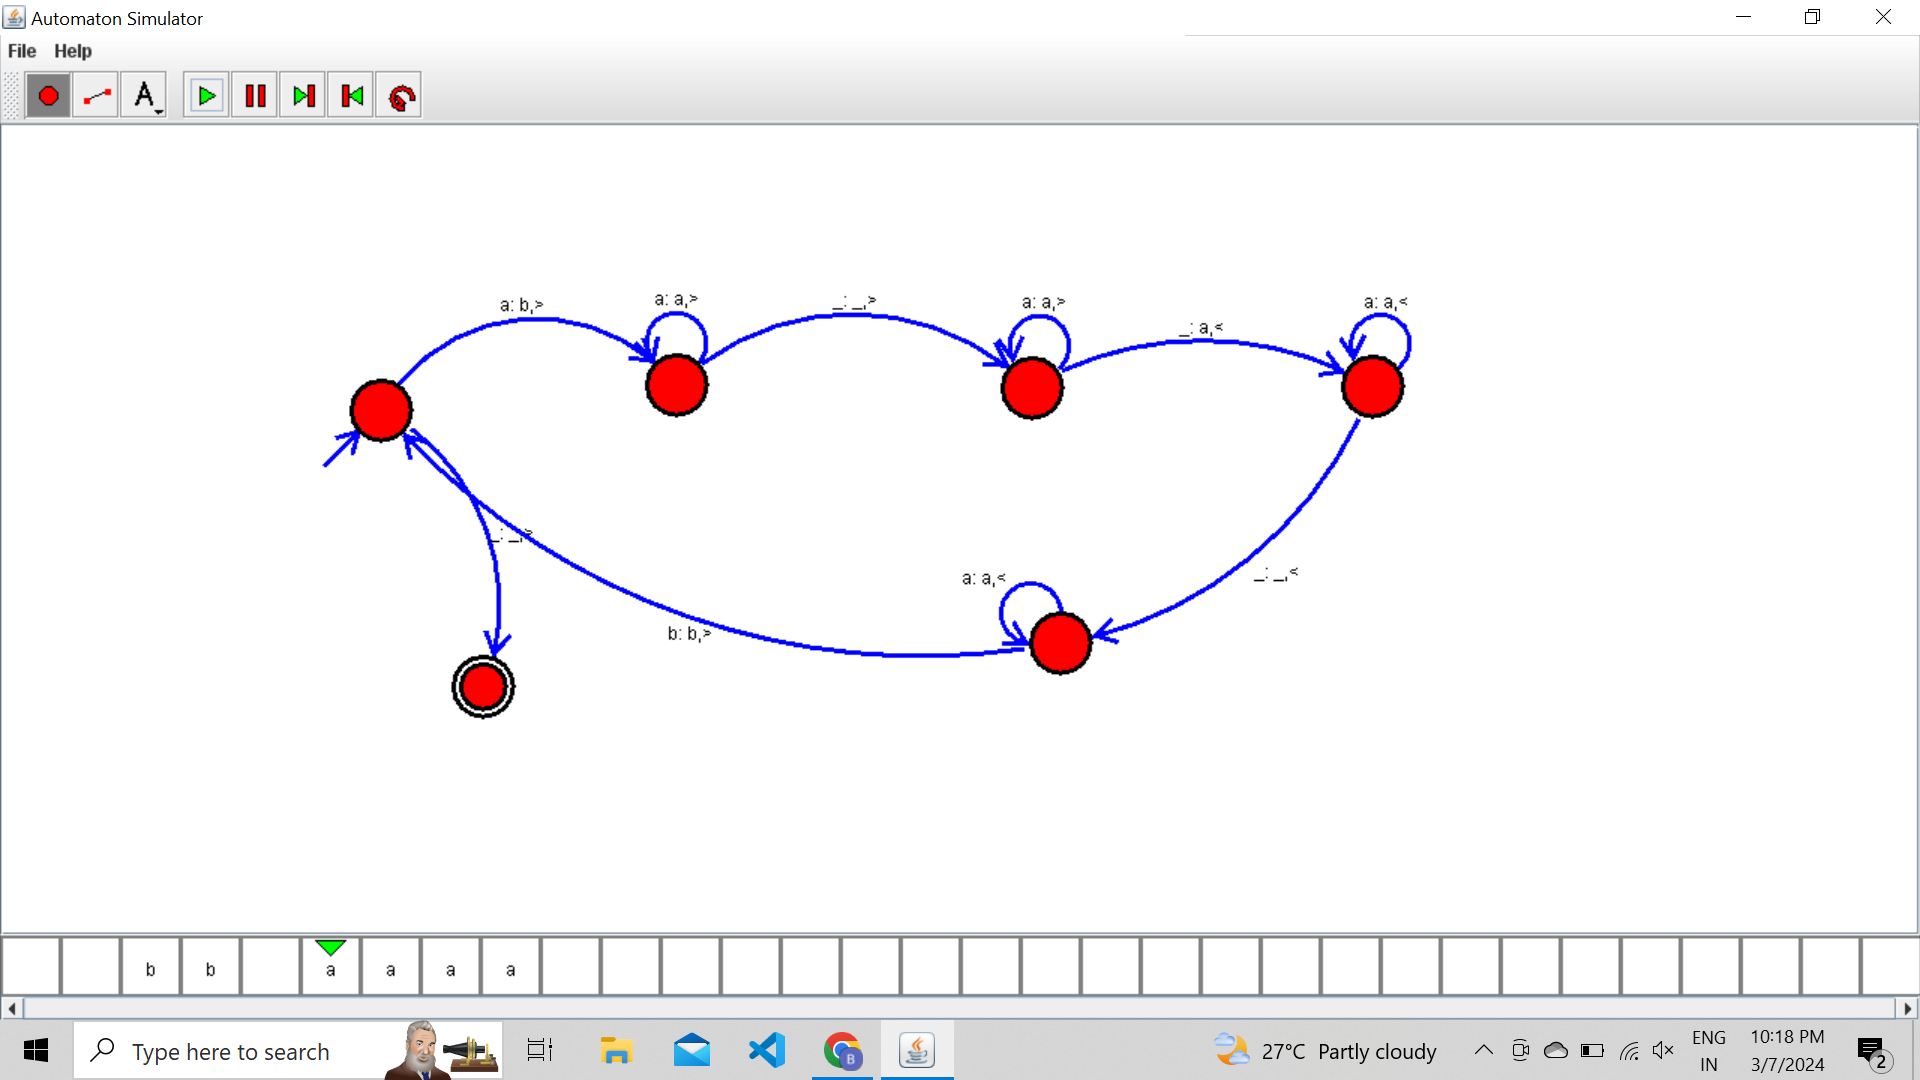 Automaton Simulator
File Help
A
a: b,>
a: a,>
_: _,>
a: a,>
_: a,<
a: a,<
_: _,>
a: a,<
_: _,<
b: b,>
b b a a a a
Type here to search
B
27°C Partly cloudy
ENG
IN
10:18 PM
3/7/2024
2